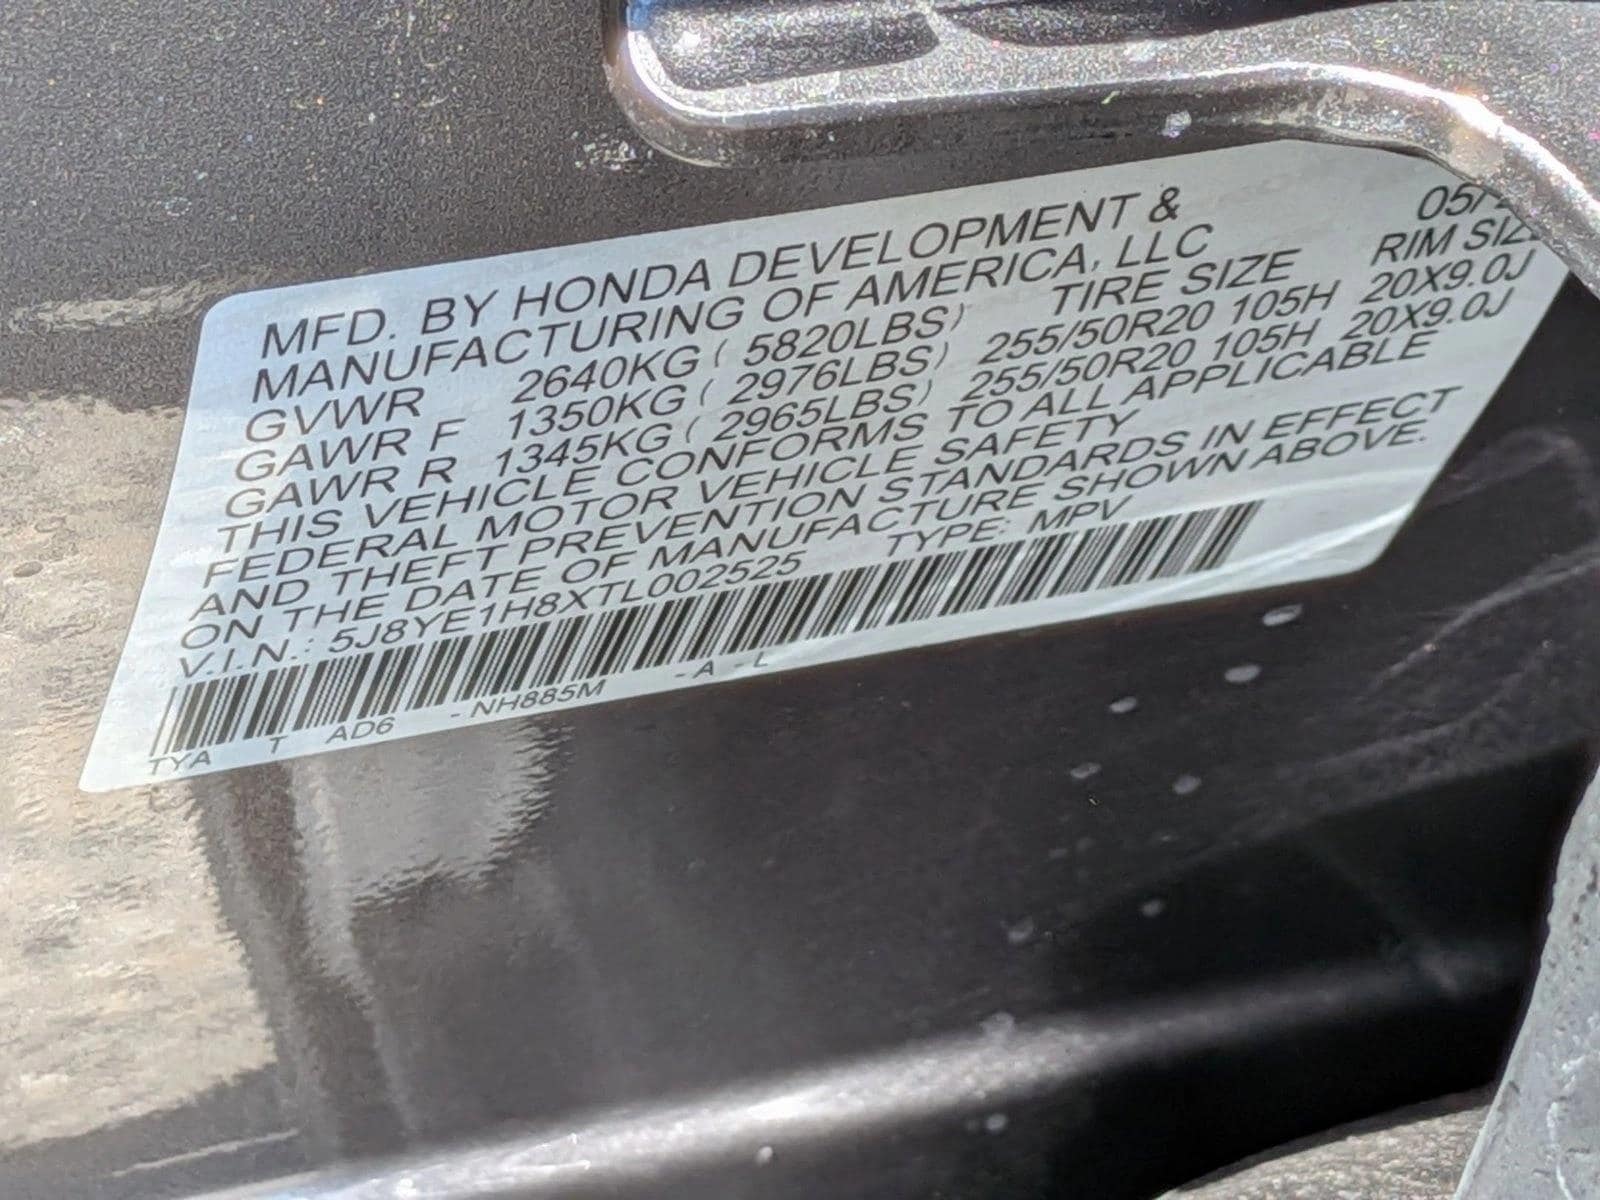 MFD. BY HONDA DEVELOPMENT & 05/
MANUFACTURING OF AMERICA, LLC
GVWR 2640KG ( 5820LBS) TIRE SIZE RIM SIZE
GAWR F 1350KG ( 2976LBS) 255/50R20 105H 20X9.0J
GAWR R 1345KG ( 2965LBS) 255/50R20 105H 20X9.0J
THIS VEHICLE CONFORMS TO ALL APPLICABLE
FEDERAL MOTOR VEHICLE SAFETY
AND THEFT PREVENTION STANDARDS IN EFFECT
ON THE DATE OF MANUFACTURE SHOWN ABOVE.
V.I.N.: 5J8YE1H8XTL002525 TYPE: MPV
TYA T AD6 - NH885M - A - L